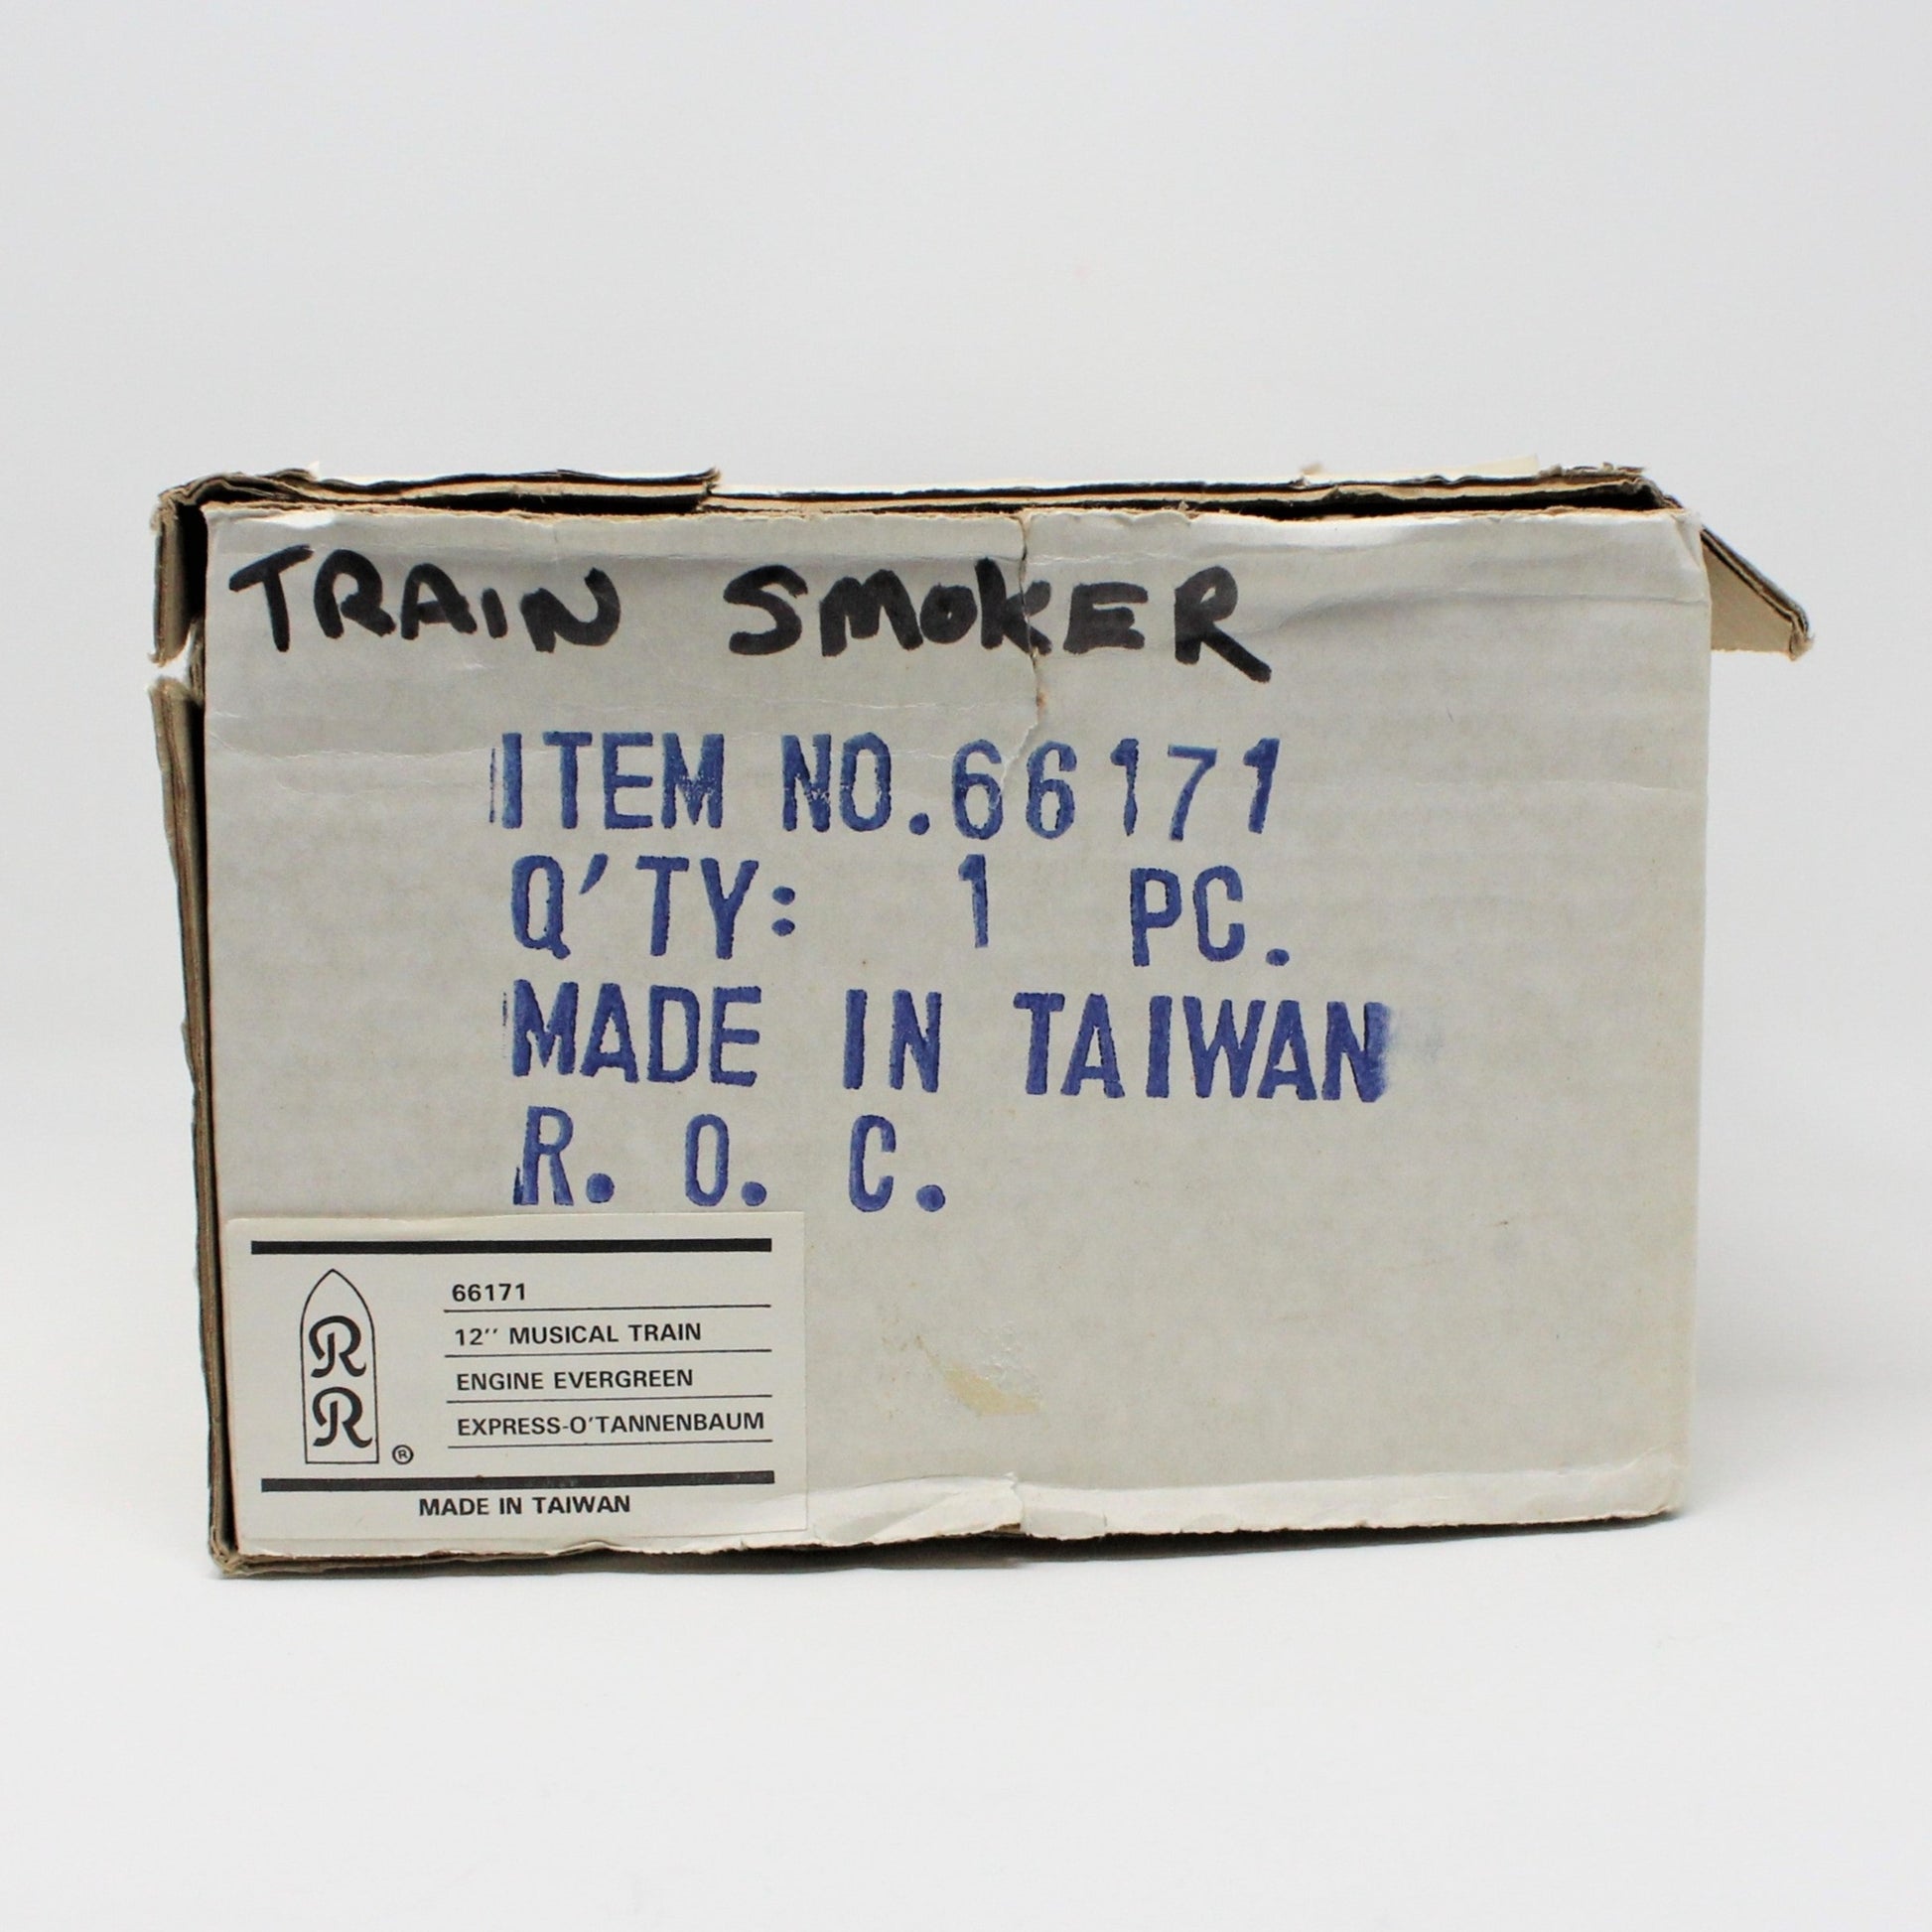 TRAIN SMOKER
ITEM NO.66171
Q'TY: 1 PC.
MADE IN TAIWAN
R. O. C.
R
R
®
66171
12'' MUSICAL TRAIN
ENGINE EVERGREEN
EXPRESS-O'TANNENBAUM
MADE IN TAIWAN